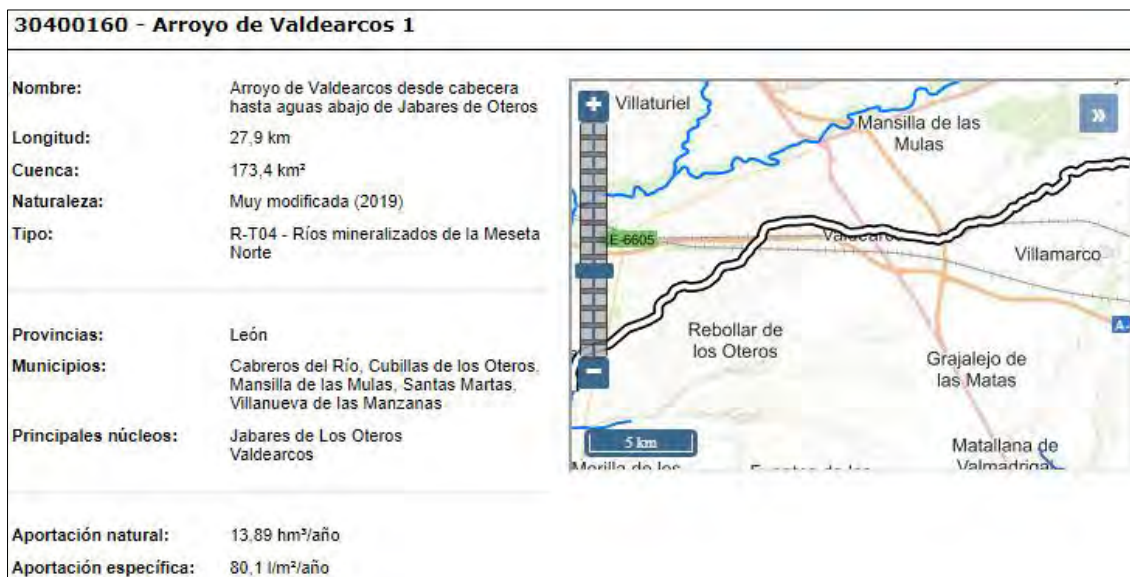 30400160 - Arroyo de Valdearcos 1
Nombre: Arroyo de Valdearcos desde cabecera
hasta aguas abajo de Jabares de Oteros
Longitud: 27,9 km
Cuenca: 173,4 km²
Naturaleza: Muy modificada (2019)
Tipo: R-T04 - Ríos mineralizados de la Meseta
Norte
Provincias: León
Municipios: Cabreros del Río, Cubillas de los Oteros,
Mansilla de las Mulas, Santas Martas,
Villanueva de las Manzanas
Principales núcleos: Jabares de Los Oteros
Valdearcos
Aportación natural: 13,89 hm³/año
Aportación específica: 80,1 l/m²/año
+
Villaturiel
»
Mansilla de las
Mulas
E-6605
Villamarco
A-
Rebollar de
los Oteros
Grajalejo de
las Matas
–
5 km
Matallana de
Valmadrigal